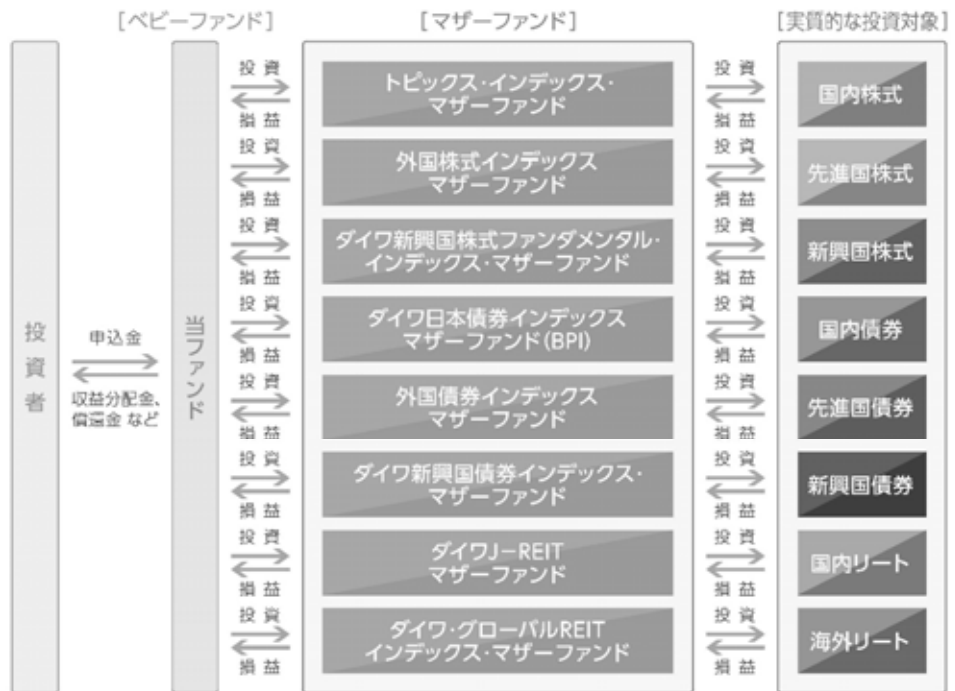 [ベビーファンド]
[マザーファンド]
[実質的な投資対象]
投資者
申込金
収益分配金、
償還金 など
当ファンド
投資
損益
トピックス・インデックス・
マザーファンド
投資
損益
国内株式
投資
損益
外国株式インデックス
マザーファンド
投資
損益
先進国株式
投資
損益
ダイワ新興国株式ファンダメンタル・
インデックス・マザーファンド
投資
損益
新興国株式
投資
損益
ダイワ日本債券インデックス
マザーファンド(BPI)
投資
損益
国内債券
投資
損益
外国債券インデックス
マザーファンド
投資
損益
先進国債券
投資
損益
ダイワ新興国債券インデックス・
マザーファンド
投資
損益
新興国債券
投資
損益
ダイワJ-REIT
マザーファンド
投資
損益
国内リート
投資
損益
ダイワ・グローバルREIT
インデックス・マザーファンド
投資
損益
海外リート